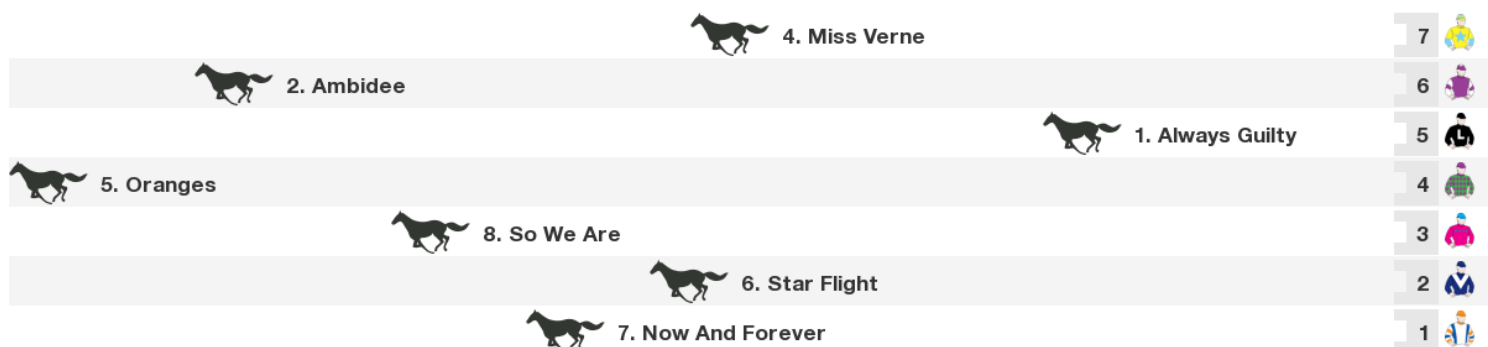 4. Miss Verne 7
2. Ambidee 6
1. Always Guilty 5 L
5. Oranges 4
8. So We Are 3
6. Star Flight 2
7. Now And Forever 1